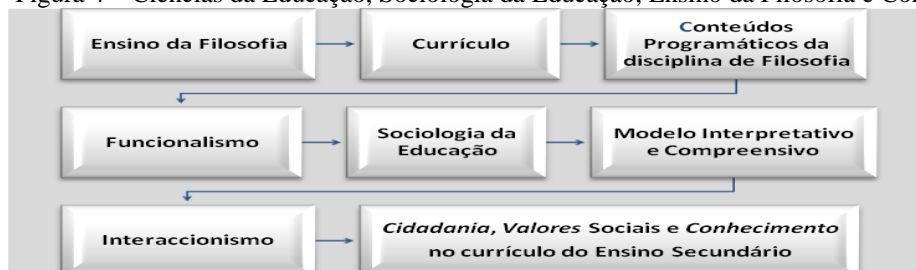 Figura 4 – Ciências da Educação, Sociologia da Educação, Ensino da Filosofia e
Ensino da Filosofia
Currículo
Conteúdos
Programáticos da
disciplina de Filosofia
Funcionalismo
Sociologia da
Educação
Modelo Interpretativo
e Compreensivo
Interaccionismo
Cidadania, Valores Sociais e Conhecimento
no currículo do Ensino Secundário